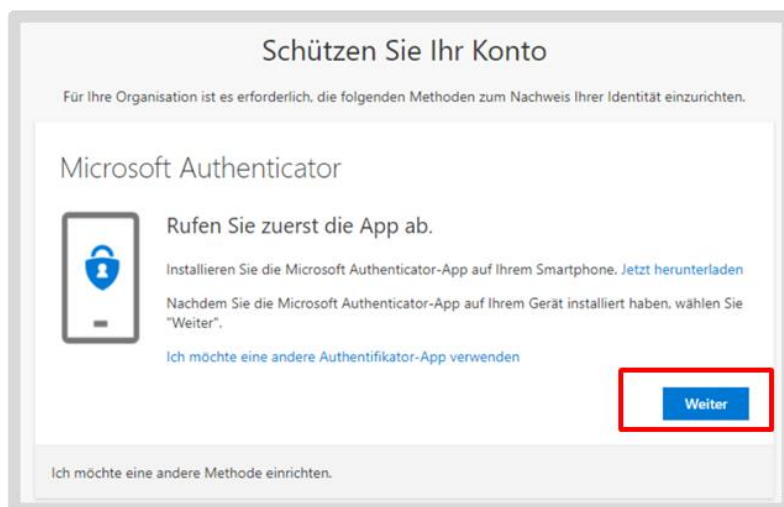 Schützen Sie Ihr Konto
Für Ihre Organisation ist es erforderlich, die folgenden Methoden zum Nachweis Ihrer Identität einzurichten.
Microsoft Authenticator
Rufen Sie zuerst die App ab.
Installieren Sie die Microsoft Authenticator-App auf Ihrem Smartphone. Jetzt herunterladen
Nachdem Sie die Microsoft Authenticator-App auf Ihrem Gerät installiert haben, wählen Sie
"Weiter".
Ich möchte eine andere Authentifikator-App verwenden
Weiter
Ich möchte eine andere Methode einrichten.